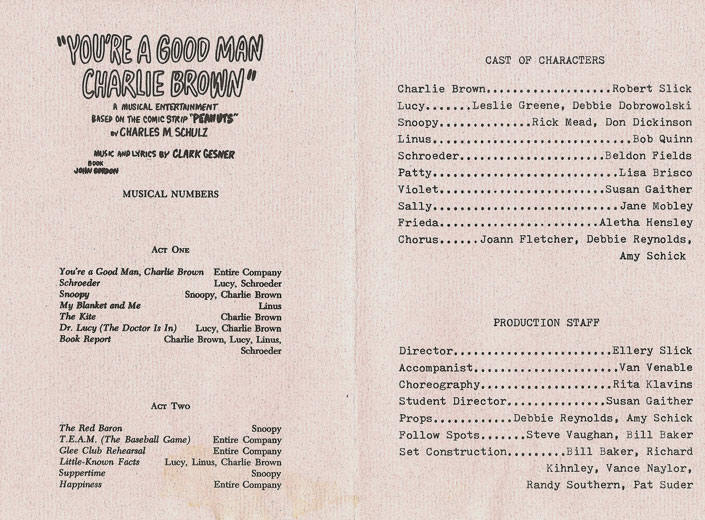 "YOU'RE A GOOD MAN
CHARLIE BROWN"
A MUSICAL ENTERTAINMENT
BASED ON THE COMIC STRIP "PEANUTS"
BY CHARLES M. SCHULZ
MUSIC AND LYRICS BY CLARK GESNER
BOOK
JOHN GORDON
MUSICAL NUMBERS
ACT ONE
You're a Good Man, Charlie Brown Entire Company
Schroeder Lucy, Schroeder
Snoopy Snoopy, Charlie Brown
My Blanket and Me Linus
The Kite Charlie Brown
Dr. Lucy (The Doctor Is In) Lucy, Charlie Brown
Book Report Charlie Brown, Lucy, Linus,
Schroeder
ACT TWO
The Red Baron Snoopy
T.E.A.M. (The Baseball Game) Entire Company
Glee Club Rehearsal Entire Company
Little-Known Facts Lucy, Linus, Charlie Brown
Suppertime Snoopy
Happiness Entire Company
CAST OF CHARACTERS
Charlie Brown...................Robert Slick
Lucy.......Leslie Greene, Debbie Dobrowolski
Snoopy..............Rick Mead, Don Dickinson
Linus...............................Bob Quinn
Schroeder......................Beldon Fields
Patty............................Lisa Brisco
Violet.........................Susan Gaither
Sally............................Jane Mobley
Frieda........................Aletha Hensley
Chorus......Joann Fletcher, Debbie Reynolds,
Amy Schick
PRODUCTION STAFF
Director........................Ellery Slick
Accompanist......................Van Venable
Choreography....................Rita Klavins
Student Director...............Susan Gaither
Props............Debbie Reynolds, Amy Schick
Follow Spots.......Steve Vaughan, Bill Baker
Set Construction.........Bill Baker, Richard
Kihnley, Vance Naylor,
Randy Southern, Pat Suder